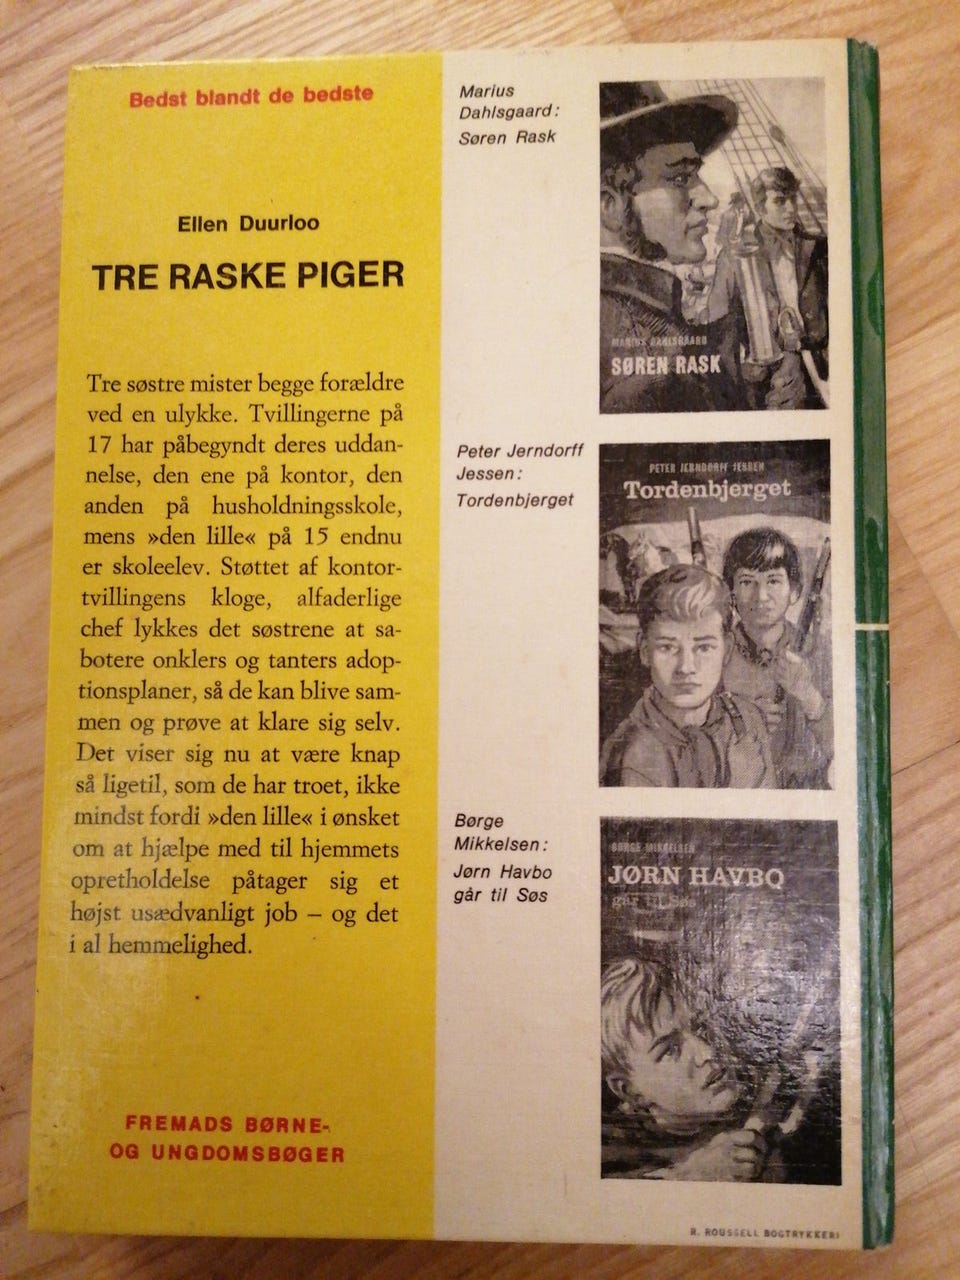 Bedst blandt de bedste
Ellen Duurloo
TRE RASKE PIGER
Tre søstre mister begge forældre
ved en ulykke. Tvillingerne på
17 har påbegyndt deres uddan-
nelse, den ene på kontor, den
anden på husholdningsskole,
mens »den lille« på 15 endnu
er skoleelev. Støttet af kontor-
tvillingens kloge, alfaderlige
chef lykkes det søstrene at sa-
botere onklers og tanters adop-
tionsplaner, så de kan blive sam-
men og prøve at klare sig selv.
Det viser sig nu at være knap
så ligetil, som de har troet, ikke
mindst fordi »den lille« i ønsket
om at hjælpe med til hjemmets
opretholdelse påtager sig et
højst usædvanligt job – og det
i al hemmelighed.
FREMADS BØRNE-
OG UNGDOMSBØGER
Marius
Dahlsgaard:
Søren Rask
MARIUS DAHLSGAARD
SØREN RASK
Peter Jerndorff
Jessen:
Tordenbjerget
PETER JERNDORFF JESSEN
Tordenbjerget
Børge
Mikkelsen:
Jørn Havbo
går til Søs
BØRGE MIKKELSEN
JØRN HAVBO
går til Søs
R. ROUSSELL BOGTRYKKERI